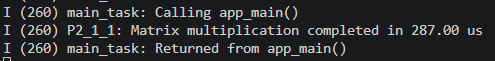 I (260) main_task: Calling app_main()
I (260) P2_1_1: Matrix multiplication completed in 287.00 us
I (260) main_task: Returned from app_main()